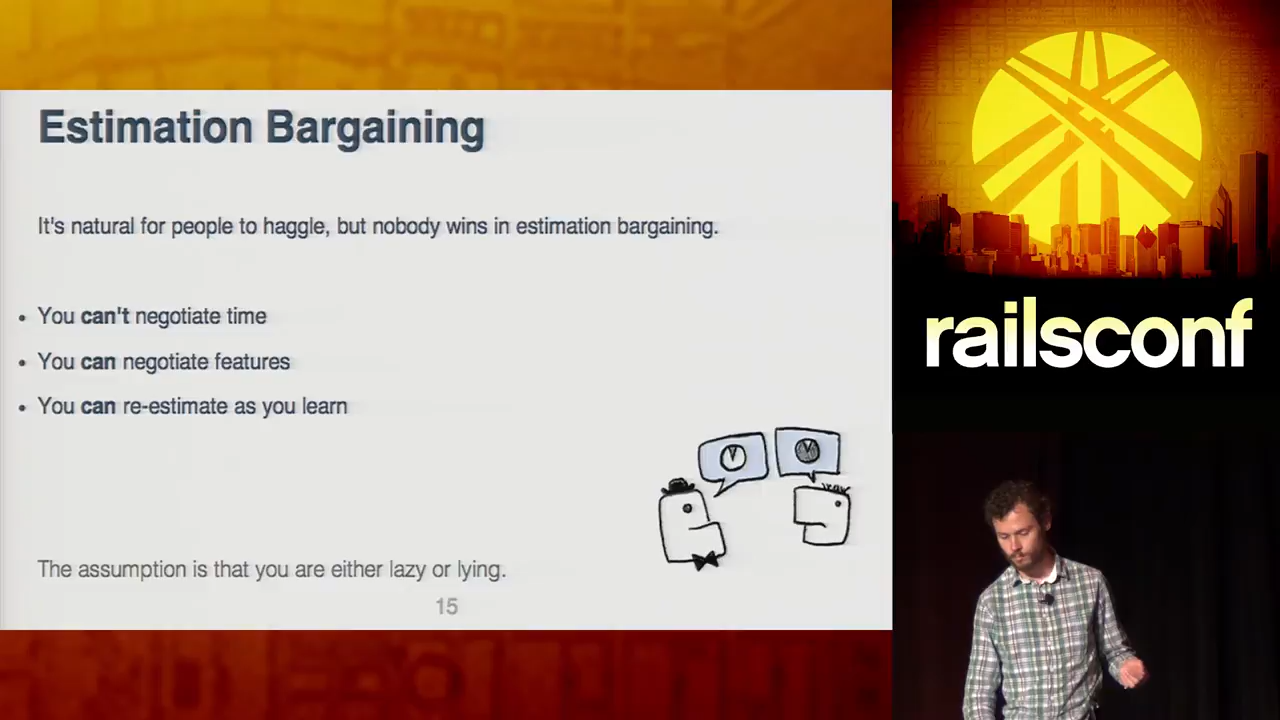 Estimation Bargaining
It's natural for people to haggle, but nobody wins in estimation bargaining.
• You can't negotiate time
• You can negotiate features
• You can re-estimate as you learn
The assumption is that you are either lazy or lying.
15
railsconf